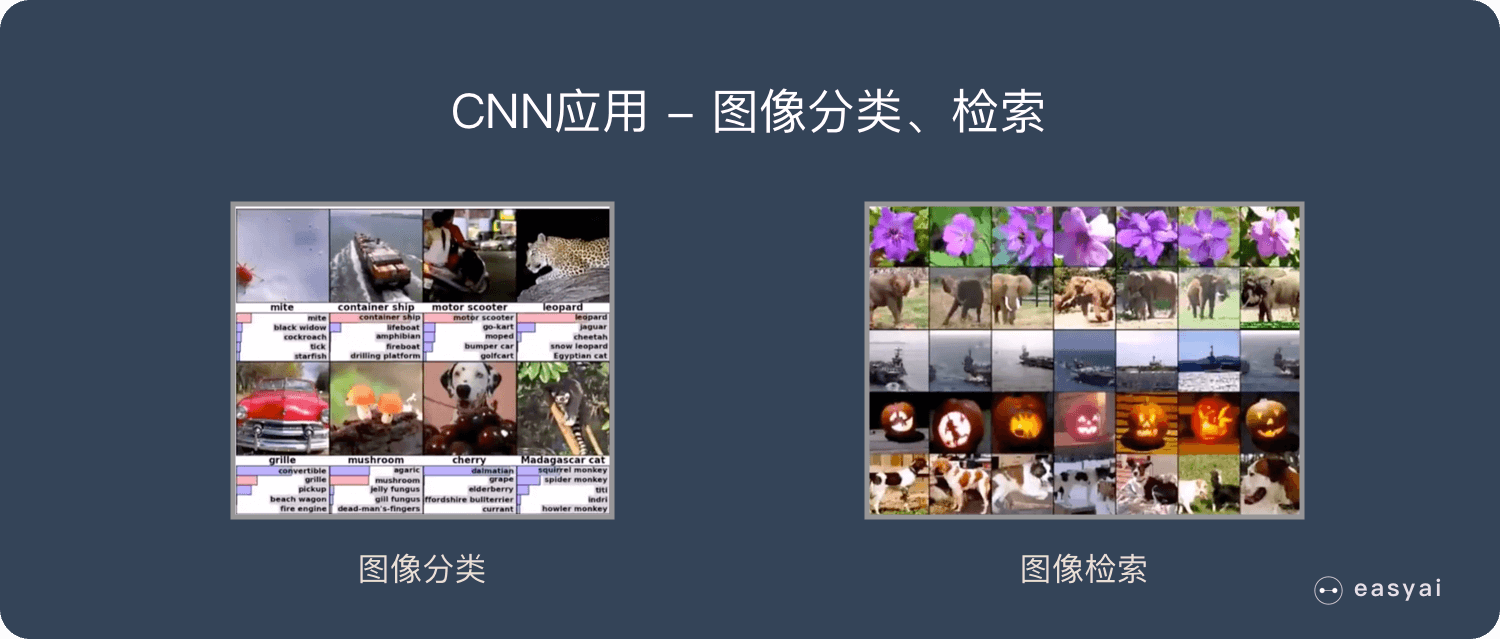 CNN应用 – 图像分类、检索
mite
container ship
motor scooter
leopard
mite
black widow
cockroach
tick
starfish
container ship
lifeboat
amphibian
fireboat
drilling platform
motor scooter
go-kart
moped
bumper car
golfcart
leopard
jaguar
cheetah
snow leopard
Egyptian cat
grille
mushroom
cherry
Madagascar cat
convertible
grille
pickup
beach wagon
fire engine
agaric
mushroom
jelly fungus
gill fungus
dead-man's-fingers
dalmatian
grape
elderberry
ffordshire bullterrier
currant
squirrel monkey
spider monkey
titi
indri
howler monkey
图像分类
图像检索
easyai